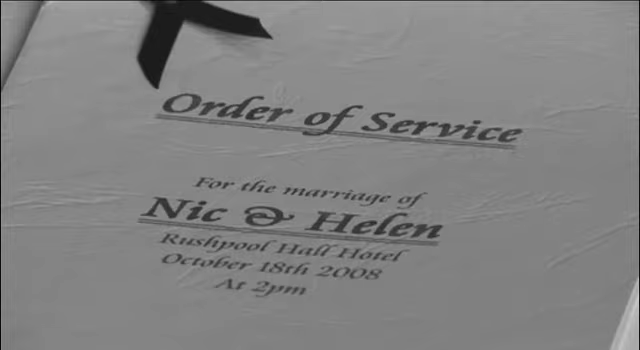 Order of Service
For the marriage of
Nic & Helen
Rushpool Hall Hotel
October 18th 2008
At 2pm